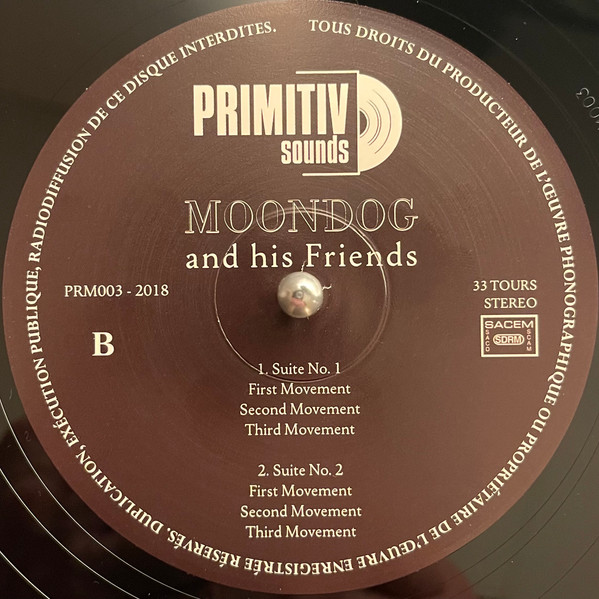 TOUS DROITS DU PRODUCTEUR DE L'ŒUVRE PHONOGRAPHIQUE OU PROPRIÉTAIRE DE L'ŒUVRE ENREGISTRÉE RÉSERVÉS, DUPLICATION, EXÉCUTION PUBLIQUE, RADIODIFFUSION DE CE DISQUE INTERDITES.
PRIMITIV
sounds
MOONDOG
and his Friends
PRM003 - 2018
33 TOURS
STEREO
B
SACEM
SACD
SDRM
SCAM
1. Suite No. 1
First Movement
Second Movement
Third Movement
2. Suite No. 2
First Movement
Second Movement
Third Movement